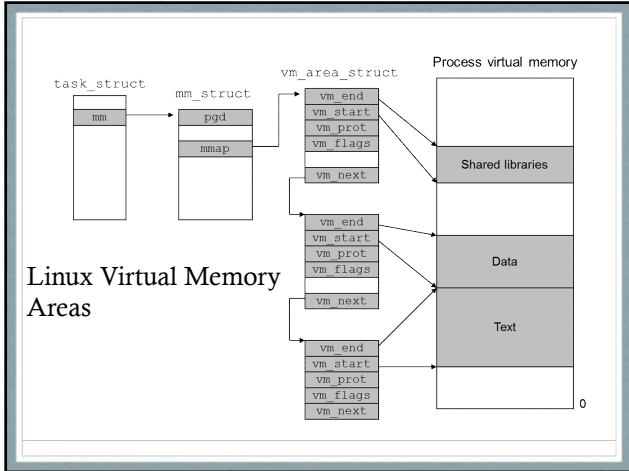 Process virtual memory
task_struct
mm_struct
vm_area_struct
mm
pgd
mmap
vm_end
vm_start
vm_prot
vm_flags
vm_next
vm_end
vm_start
vm_prot
vm_flags
vm_next
vm_end
vm_start
vm_prot
vm_flags
vm_next
Shared libraries
Data
Text
0
Linux Virtual Memory
Areas